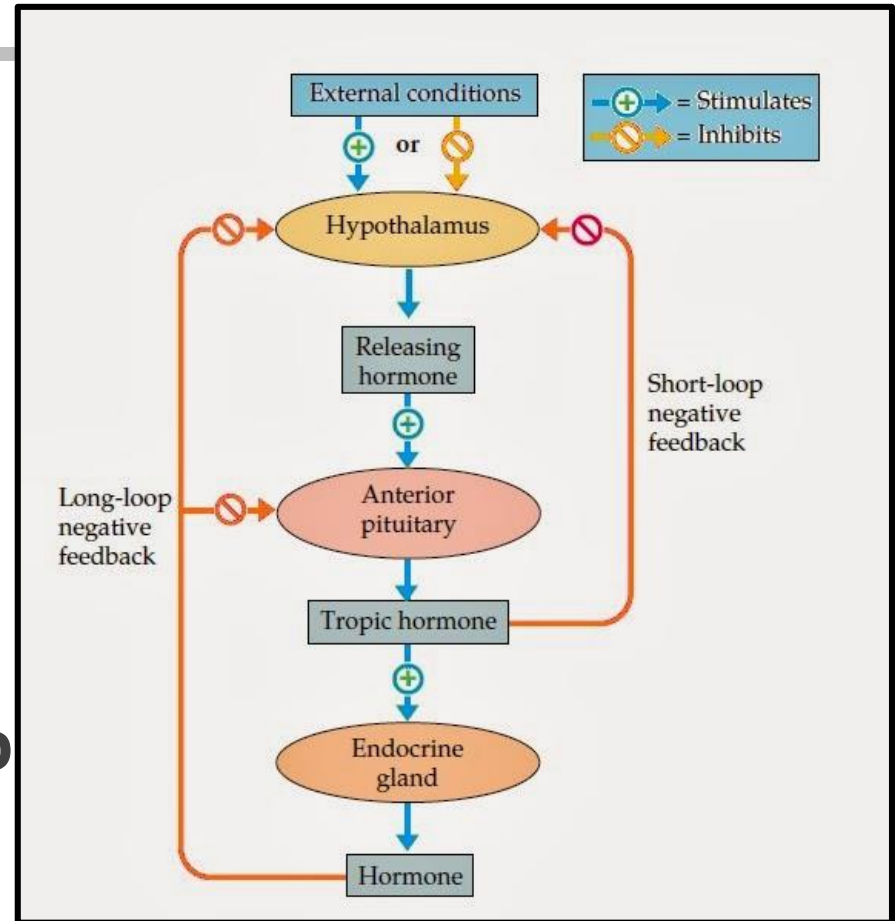 External conditions
or
+ = Stimulates
= Inhibits
+
Hypothalamus
Releasing
hormone
+
Short-loop
negative
feedback
Long-loop
negative
feedback
Anterior
pituitary
Tropic hormone
+
Endocrine
gland
Hormone